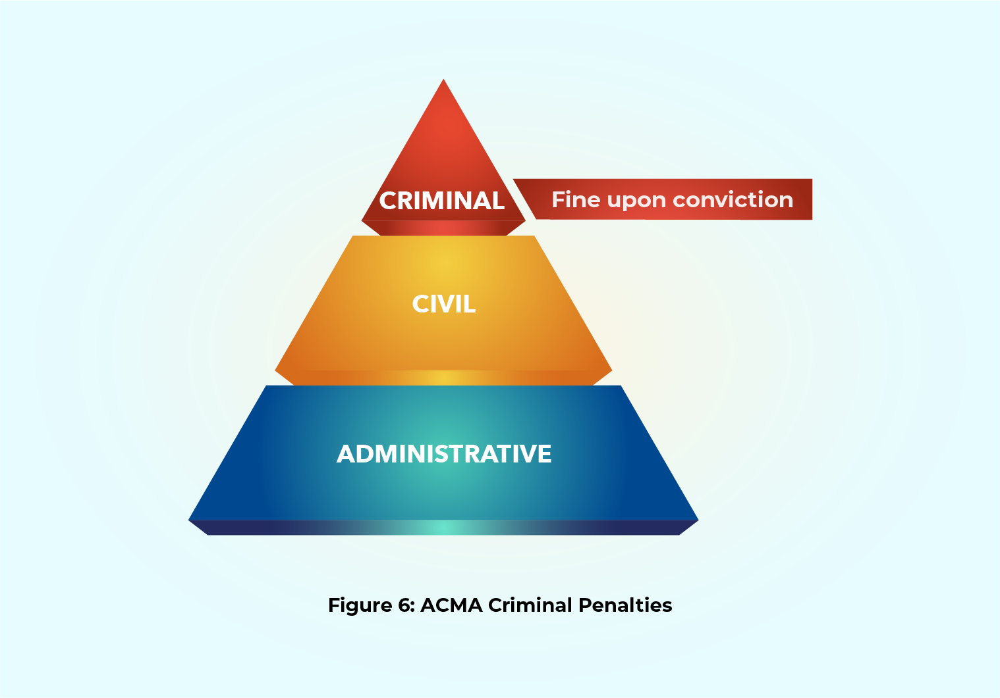 CRIMINAL
Fine upon conviction
CIVIL
ADMINISTRATIVE
Figure 6: ACMA Criminal Penalties